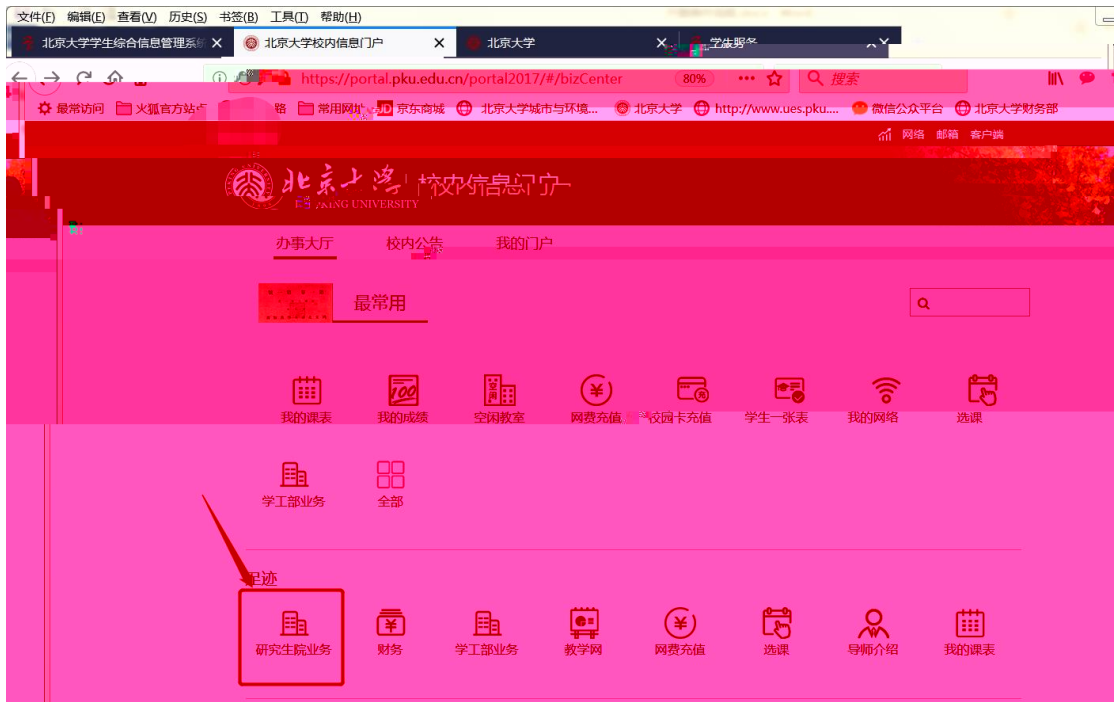 文件(F) 编辑(E) 查看(V) 历史(S) 书签(B) 工具(T) 帮助(H)
北京大学学生综合信息管理系统 北京大学校内信息门户 北京大学
https://portal.pku.edu.cn/portal2017/#/bizCenter 80% 搜索
最常访问 火狐官方站点 常用网址 JD 京东商城 北京大学城市与环境... 北京大学 http://www.ues.pku.... 微信公众平台 北京大学财务部
网络 邮箱 客户端
北京大学 校内信息门户
PEKING UNIVERSITY
办事大厅 校内公告 我的门户
最常用
我的课表 我的成绩 空闲教室 网费充值 校园卡充值 学生一张表 我的网络 选课
学工部业务 全部
足迹
研究生院业务 财务 学工部业务 教学网 网费充值 选课 导师介绍 我的课表